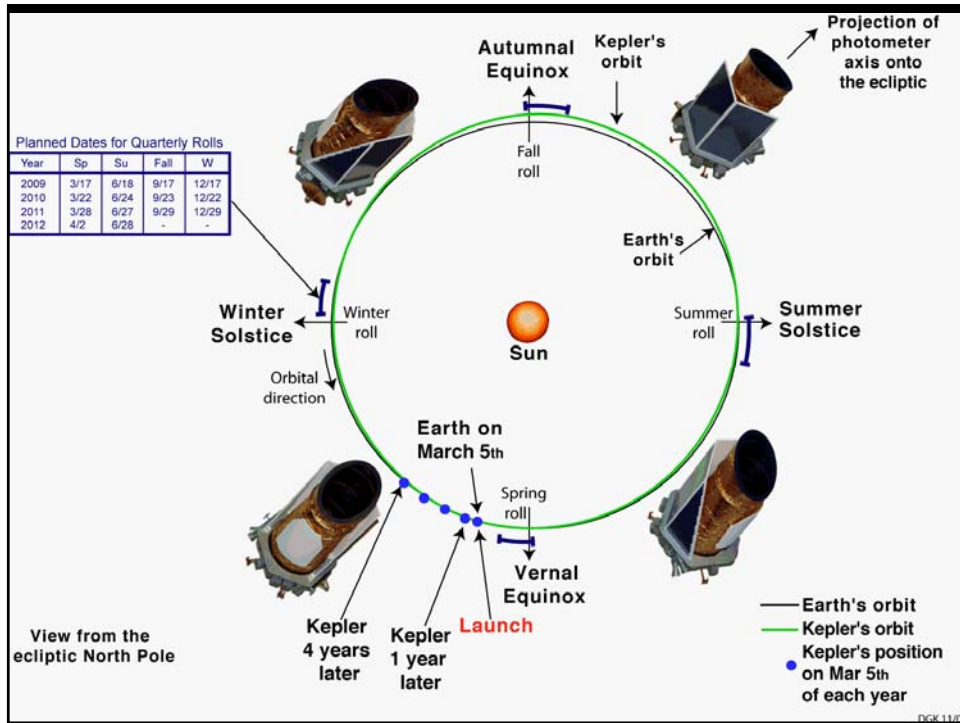 Projection of
photometer
axis onto
the ecliptic
Autumnal
Equinox
Kepler's
orbit
Planned Dates for Quarterly Rolls
Year Sp Su Fall W
2009 3/17 6/18 9/17 12/17
2010 3/22 6/24 9/23 12/22
2011 3/28 6/27 9/29 12/29
2012 4/2 6/28 - -
Fall
roll
Earth's
orbit
Winter
Solstice
Winter
roll
Sun
Summer
roll
Summer
Solstice
Orbital
direction
Earth on
March 5th
Spring
roll
Vernal
Equinox
Launch
Kepler
4 years
later
Kepler
1 year
later
View from the
ecliptic North Pole
Earth's orbit
Kepler's orbit
Kepler's position
on Mar 5th
of each year
DGK 11/0